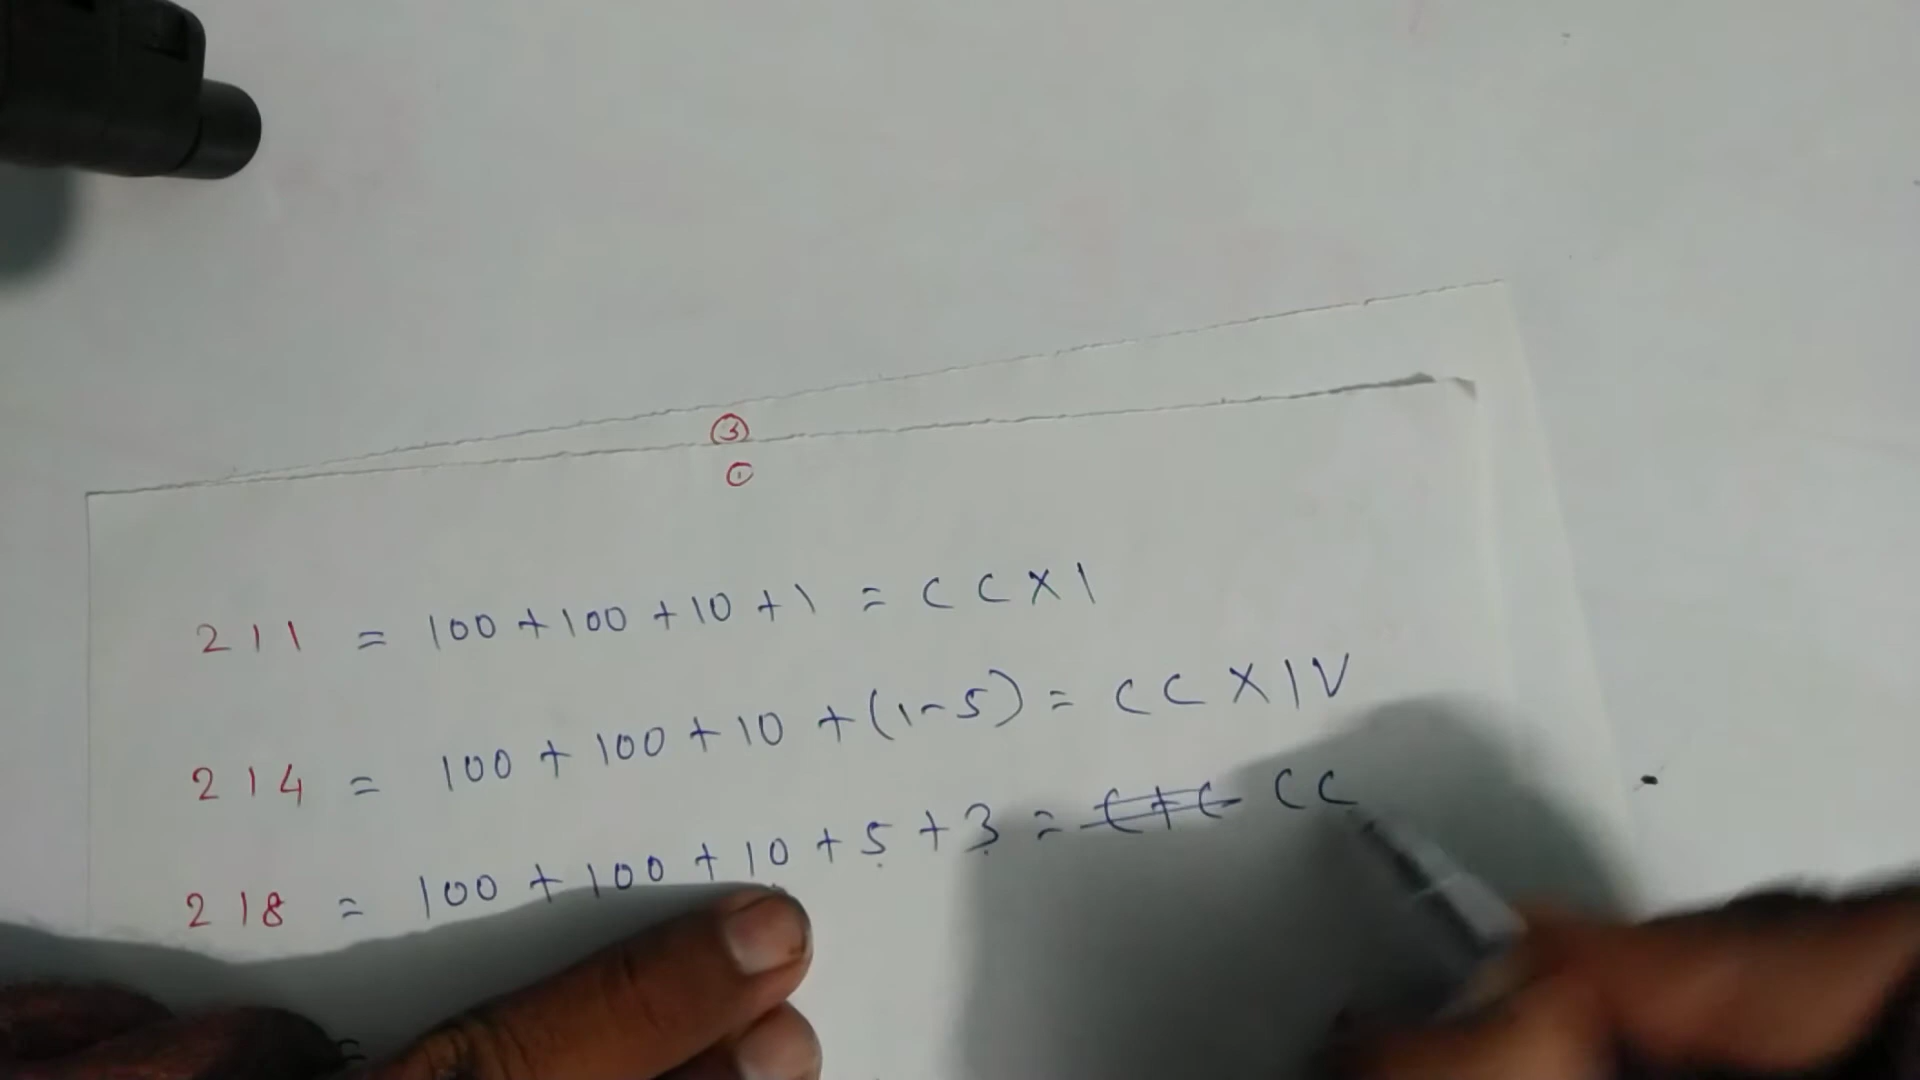 ③
①
211 = 100 + 100 + 10 + 1 = CCXI
214 = 100 + 100 + 10 + (1-5) = CCXIV
218 = 100 + 100 + 10 + 5 + 3 = C+C CC
=